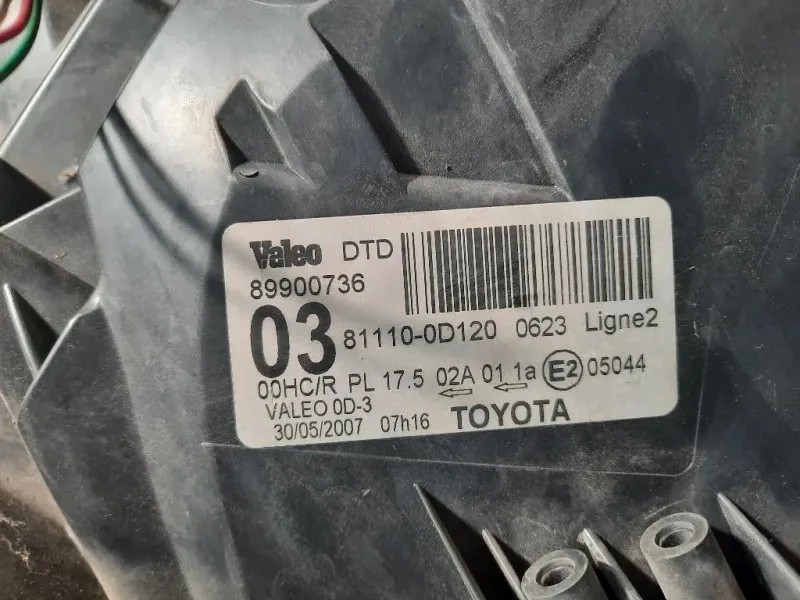 Valeo DTD
89900736
03 81110-0D120 0623 Ligne2
00HC/R PL 17.5 02A 01 1a E2 05044
VALEO 0D-3
30/05/2007 07h16 TOYOTA